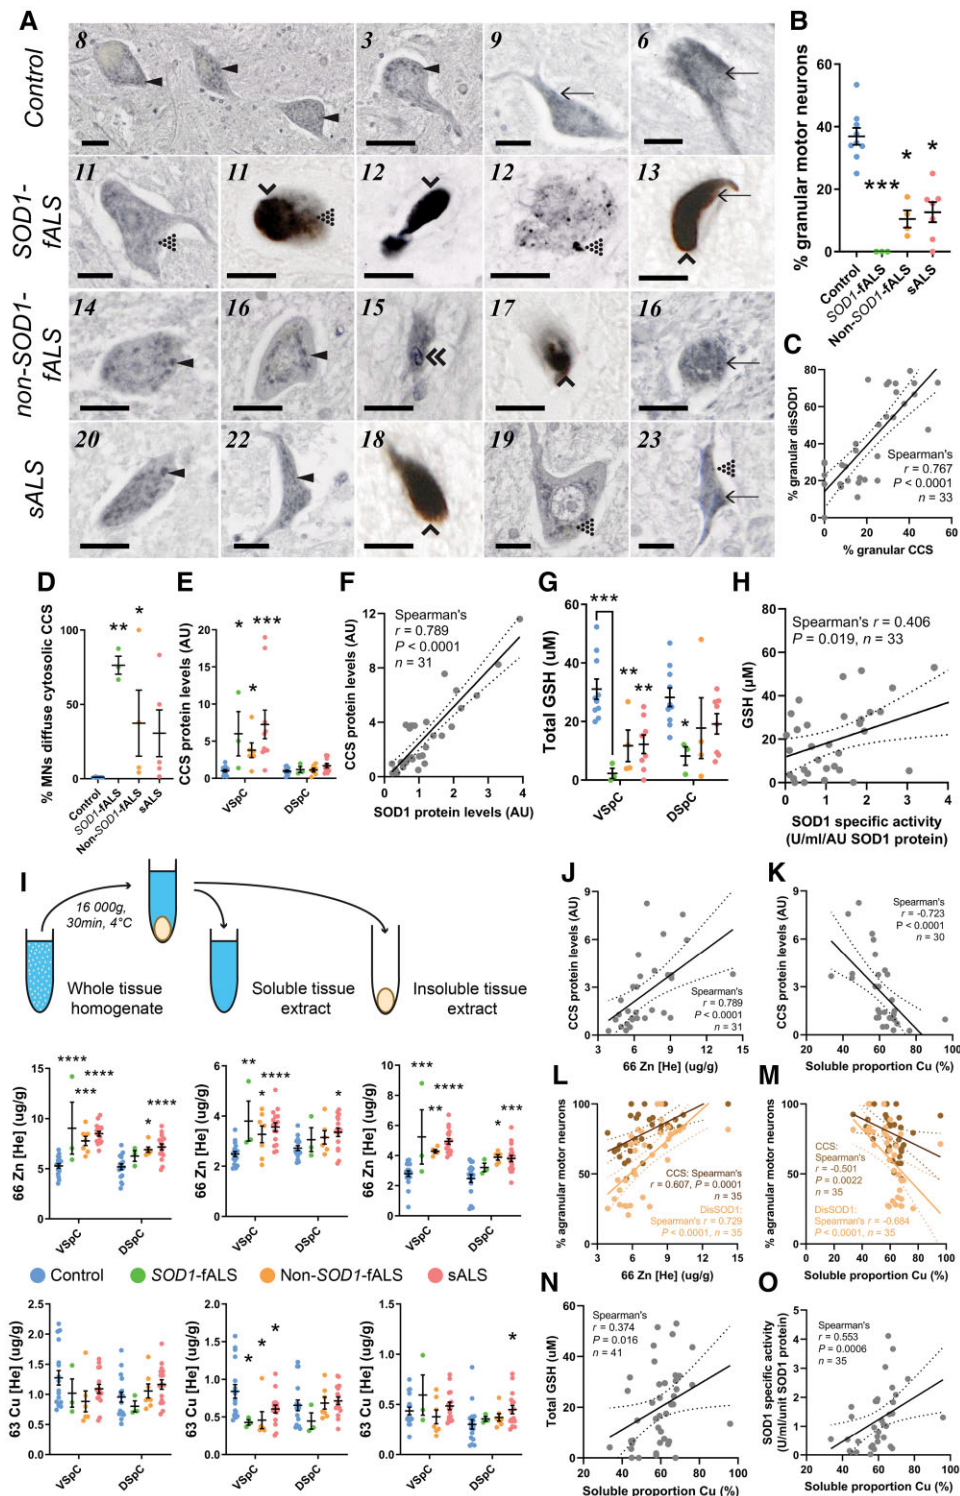 A
Control
8
3
9
6
SOD1-
fALS
11
11
12
12
13
non-SOD1-
fALS
14
16
15
17
16
sALS
20
22
18
19
23
B
% granular motor neurons
60
40
20
0
***
*
*
Control
SOD1-fALS
Non-SOD1-fALS
sALS
C
% granular disSOD1
80
60
40
20
0
Spearman's
r = 0.767
P < 0.0001
n = 33
0 20 40 60
% granular CCS
D
% MNs diffuse cytosolic CCS
100
50
0
**
*
Control
SOD1-fALS
Non-SOD1-fALS
sALS
E
CCS protein levels (AU)
20
15
10
5
0
*
*
***
VSpC
DSpC
F
CCS protein levels (AU)
12
8
4
0
Spearman's
r = 0.789
P < 0.0001
n = 31
0 1 2 3 4
SOD1 protein levels (AU)
G
Total GSH (uM)
60
40
20
0
***
**
**
*
VSpC
DSpC
H
GSH (µM)
80
60
40
20
0
Spearman's r = 0.406
P = 0.019, n = 33
0 1 2 3 4
SOD1 specific activity
(U/ml/AU SOD1 protein)
I
16 000g,
30min, 4°C
Whole tissue
homogenate
Soluble tissue
extract
Insoluble tissue
extract
66 Zn [He] (ug/g)
15
10
5
0
****
***
****
*
****
VSpC
DSpC
66 Zn [He] (ug/g)
6
4
2
0
**
*
****
*
VSpC
DSpC
66 Zn [He] (ug/g)
8
6
4
2
0
***
**
****
*
***
VSpC
DSpC
Control
SOD1-fALS
Non-SOD1-fALS
sALS
63 Cu [He] (ug/g)
2.5
2.0
1.5
1.0
0.5
0.0
VSpC
DSpC
63 Cu [He] (ug/g)
2.0
1.5
1.0
0.5
0.0
*
*
*
VSpC
DSpC
63 Cu [He] (ug/g)
2.0
1.5
1.0
0.5
0.0
*
VSpC
DSpC
J
CCS protein levels (AU)
9
6
3
0
Spearman's
r = 0.789
P < 0.0001
n = 31
3 6 9 12 15
66 Zn [He] (ug/g)
K
CCS protein levels (AU)
9
6
3
0
Spearman's
r = -0.723
P < 0.0001
n = 30
20 40 60 80 100
Soluble proportion Cu (%)
L
% agranular motor neurons
100
50
0
CCS: Spearman's
r = 0.607, P = 0.0001
n = 35
DisSOD1:
Spearman's r = 0.729
P < 0.0001, n = 35
3 6 9 12 15
66 Zn [He] (ug/g)
M
% agranular motor neurons
100
50
0
CCS:
Spearman's
r = -0.501
P = 0.0022
n = 35
DisSOD1:
Spearman's r = -0.684
P < 0.0001, n = 35
20 40 60 80 100
Soluble proportion Cu (%)
N
Total GSH (uM)
60
40
20
0
Spearman's
r = 0.374
P = 0.016
n = 41
20 40 60 80 100
Soluble proportion Cu (%)
O
SOD1 specific activity
(U/ml/unit SOD1 protein)
5
4
3
2
1
0
Spearman's
r = 0.553
P = 0.0006
n = 35
20 40 60 80 100
Soluble proportion Cu (%)